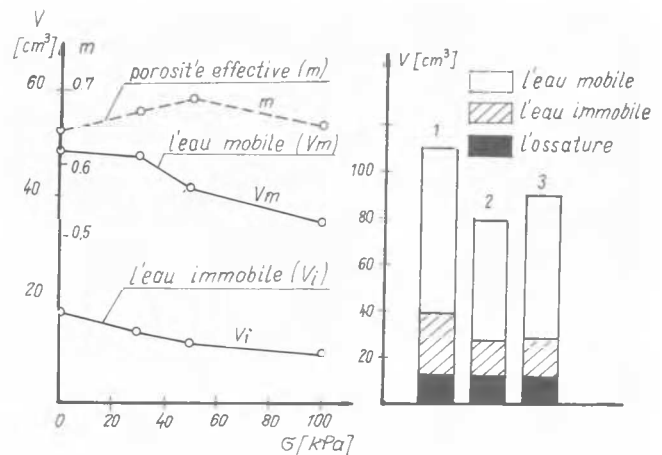 V
[cm³]
m
60
0.7
porosit'e effective (m)
m
l'eau mobile (Vm)
0.6
40
Vm
0,5
l'eau immobile (Vi)
20
Vi
0
20
40
60
80
100
G [kPa]
V [cm³]
l'eau mobile
l'eau immobile
l'ossature
1
2
3
100
80
60
40
20